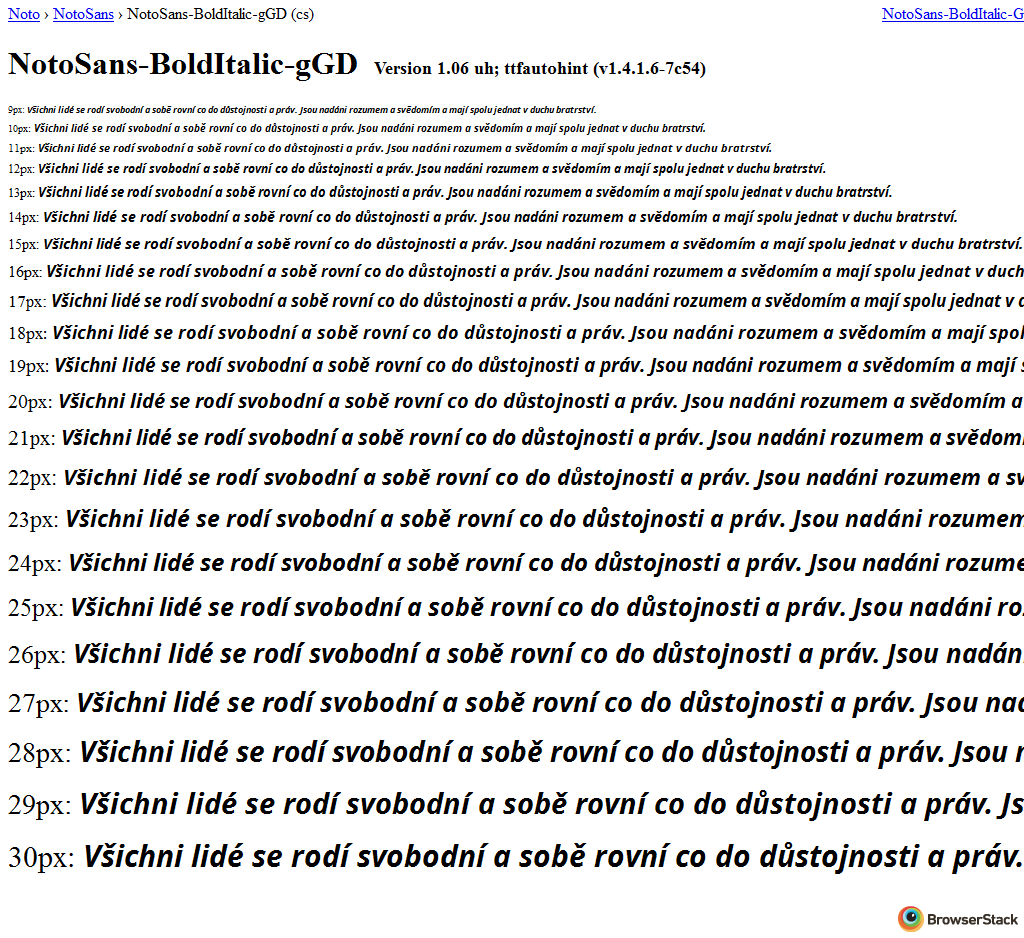 Noto › NotoSans › NotoSans-BoldItalic-gGD (cs) NotoSans-BoldItalic-G
NotoSans-BoldItalic-gGD Version 1.06 uh; ttfautohint (v1.4.1.6-7c54)
9px: Všichni lidé se rodí svobodní a sobě rovní co do důstojnosti a práv. Jsou nadáni rozumem a svědomím a mají spolu jednat v duchu bratrství.
10px: Všichni lidé se rodí svobodní a sobě rovní co do důstojnosti a práv. Jsou nadáni rozumem a svědomím a mají spolu jednat v duchu bratrství.
11px: Všichni lidé se rodí svobodní a sobě rovní co do důstojnosti a práv. Jsou nadáni rozumem a svědomím a mají spolu jednat v duchu bratrství.
12px: Všichni lidé se rodí svobodní a sobě rovní co do důstojnosti a práv. Jsou nadáni rozumem a svědomím a mají spolu jednat v duchu bratrství.
13px: Všichni lidé se rodí svobodní a sobě rovní co do důstojnosti a práv. Jsou nadáni rozumem a svědomím a mají spolu jednat v duchu bratrství.
14px: Všichni lidé se rodí svobodní a sobě rovní co do důstojnosti a práv. Jsou nadáni rozumem a svědomím a mají spolu jednat v duchu bratrství.
15px: Všichni lidé se rodí svobodní a sobě rovní co do důstojnosti a práv. Jsou nadáni rozumem a svědomím a mají spolu jednat v duchu bratrství.
16px: Všichni lidé se rodí svobodní a sobě rovní co do důstojnosti a práv. Jsou nadáni rozumem a svědomím a mají spolu jednat v duch
17px: Všichni lidé se rodí svobodní a sobě rovní co do důstojnosti a práv. Jsou nadáni rozumem a svědomím a mají spolu jednat v d
18px: Všichni lidé se rodí svobodní a sobě rovní co do důstojnosti a práv. Jsou nadáni rozumem a svědomím a mají spol
19px: Všichni lidé se rodí svobodní a sobě rovní co do důstojnosti a práv. Jsou nadáni rozumem a svědomím a mají s
20px: Všichni lidé se rodí svobodní a sobě rovní co do důstojnosti a práv. Jsou nadáni rozumem a svědomím a
21px: Všichni lidé se rodí svobodní a sobě rovní co do důstojnosti a práv. Jsou nadáni rozumem a svědom
22px: Všichni lidé se rodí svobodní a sobě rovní co do důstojnosti a práv. Jsou nadáni rozumem a sv
23px: Všichni lidé se rodí svobodní a sobě rovní co do důstojnosti a práv. Jsou nadáni rozumem
24px: Všichni lidé se rodí svobodní a sobě rovní co do důstojnosti a práv. Jsou nadáni rozume
25px: Všichni lidé se rodí svobodní a sobě rovní co do důstojnosti a práv. Jsou nadáni ro
26px: Všichni lidé se rodí svobodní a sobě rovní co do důstojnosti a práv. Jsou nadán
27px: Všichni lidé se rodí svobodní a sobě rovní co do důstojnosti a práv. Jsou nad
28px: Všichni lidé se rodí svobodní a sobě rovní co do důstojnosti a práv. Jsou n
29px: Všichni lidé se rodí svobodní a sobě rovní co do důstojnosti a práv. Js
30px: Všichni lidé se rodí svobodní a sobě rovní co do důstojnosti a práv.
BrowserStack